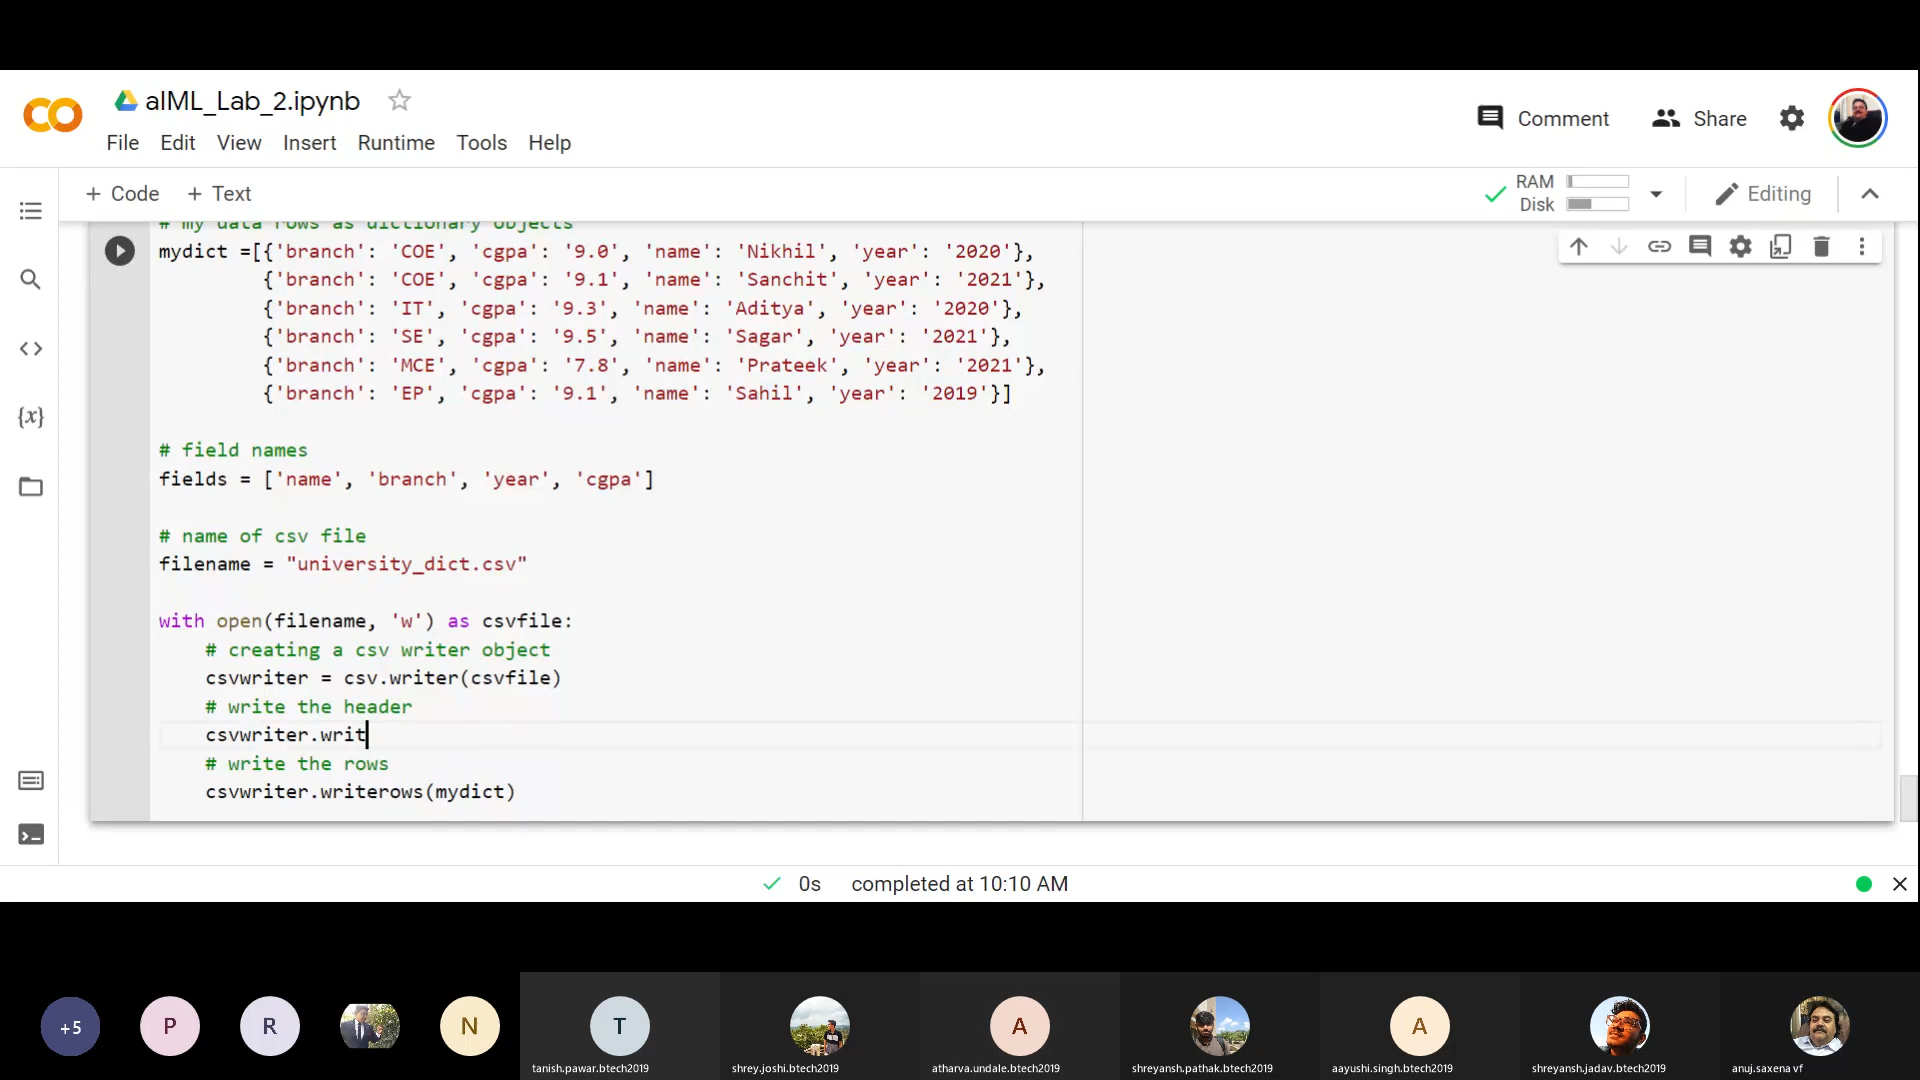 aIML_Lab_2.ipynb
Comment
Share
File Edit View Insert Runtime Tools Help
+ Code + Text
RAM
Disk
Editing
# my data rows as dictionary objects
mydict =[{'branch': 'COE', 'cgpa': '9.0', 'name': 'Nikhil', 'year': '2020'},
{'branch': 'COE', 'cgpa': '9.1', 'name': 'Sanchit', 'year': '2021'},
{'branch': 'IT', 'cgpa': '9.3', 'name': 'Aditya', 'year': '2020'},
{'branch': 'SE', 'cgpa': '9.5', 'name': 'Sagar', 'year': '2021'},
{'branch': 'MCE', 'cgpa': '7.8', 'name': 'Prateek', 'year': '2021'},
{'branch': 'EP', 'cgpa': '9.1', 'name': 'Sahil', 'year': '2019'}]
# field names
fields = ['name', 'branch', 'year', 'cgpa']
# name of csv file
filename = "university_dict.csv"
with open(filename, 'w') as csvfile:
# creating a csv writer object
csvwriter = csv.writer(csvfile)
# write the header
csvwriter.writ
# write the rows
csvwriter.writerows(mydict)
0s completed at 10:10 AM
+5 P R N T A A
tanish.pawar.btech2019 shrey.joshi.btech2019 atharva.undale.btech2019 shreyansh.pathak.btech2019 aayushi.singh.btech2019 shreyansh.jadav.btech2019 anuj.saxena vf